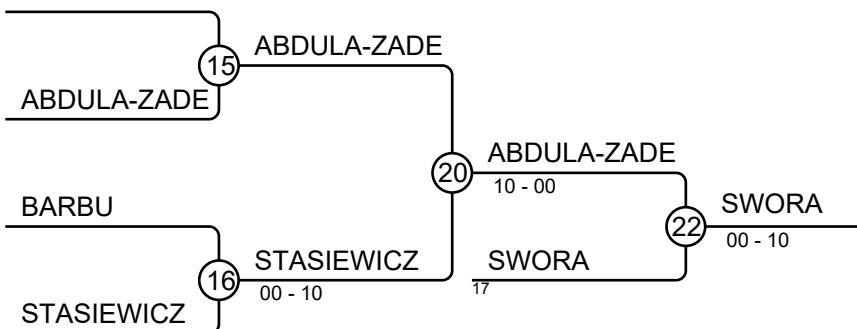 ABDULA-ZADE
15
ABDULA-ZADE
ABDULA-ZADE
20
10 - 00
BARBU
SWORA
22
00 - 10
STASIEWICZ
16
00 - 10
SWORA
17
STASIEWICZ